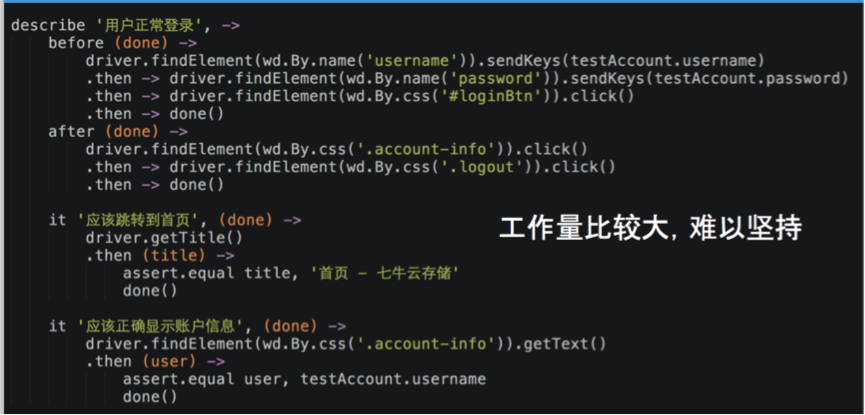 describe '用户正常登录', ->
    before (done) ->
        driver.findElement(wd.By.name('username')).sendKeys(testAccount.username)
        .then -> driver.findElement(wd.By.name('password')).sendKeys(testAccount.password)
        .then -> driver.findElement(wd.By.css('#loginBtn')).click()
        .then -> done()
    after (done) ->
        driver.findElement(wd.By.css('.account-info')).click()
        .then -> driver.findElement(wd.By.css('.logout')).click()
        .then -> done()
    it '应该跳转到首页', (done) ->
        driver.getTitle()
        .then (title) ->
            assert.equal title, '首页 - 七牛云存储'
            done()
工作量比较大, 难以坚持
    it '应该正确显示账户信息', (done) ->
        driver.findElement(wd.By.css('.account-info')).getText()
        .then (user) ->
            assert.equal user, testAccount.username
            done()